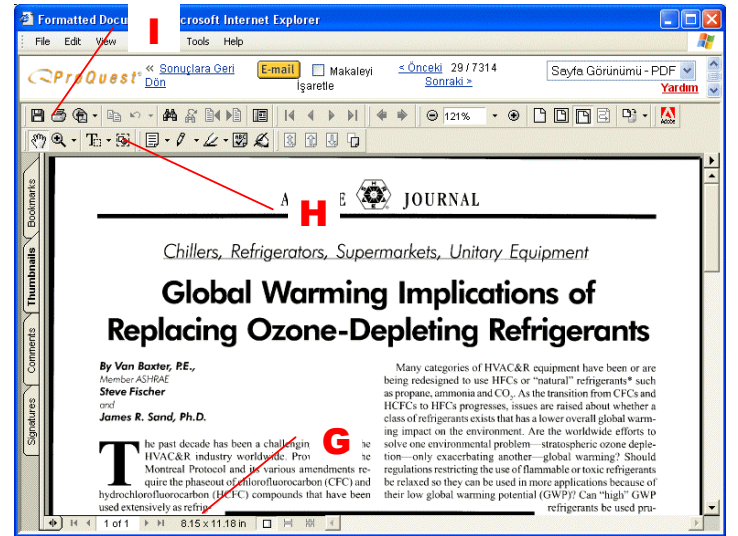 Formatted Docu crosoft Internet Explorer
I
File Edit View Tools Help
ProQuest® << Sonuçlara Geri Dön
E-mail Makaleyi İşaretle
< Önceki 29 / 7314 Sonraki >
Sayfa Görünümü - PDF
Yardım
121%
Adobe
Bookmarks
Thumbnails
Comments
Signatures
A E JOURNAL
H
Chillers, Refrigerators, Supermarkets, Unitary Equipment
Global Warming Implications of
Replacing Ozone-Depleting Refrigerants
By Van Baxter, P.E.,
Member ASHRAE
Steve Fischer
and
James R. Sand, Ph.D.
The past decade has been a challengin he
HVAC&R industry worldwide. Prov he
Montreal Protocol and its various amendments re-
quire the phaseout of chlorofluorocarbon (CFC) and
hydrochlorofluorocarbon (HCFC) compounds that have been
used extensively as refrig
G
Many categories of HVAC&R equipment have been or are
being redesigned to use HFCs or “natural” refrigerants* such
as propane, ammonia and CO₂. As the transition from CFCs and
HCFCs to HFCs progresses, issues are raised about whether a
class of refrigerants exists that has a lower overall global warm-
ing impact on the environment. Are the worldwide efforts to
solve one environmental problem—stratospheric ozone deple-
tion—only exacerbating another—global warming? Should
regulations restricting the use of flammable or toxic refrigerants
be relaxed so they can be used in more applications because of
their low global warming potential (GWP)? Can “high” GWP
refrigerants be used pru-
1 of 1 8.15 x 11.18 in